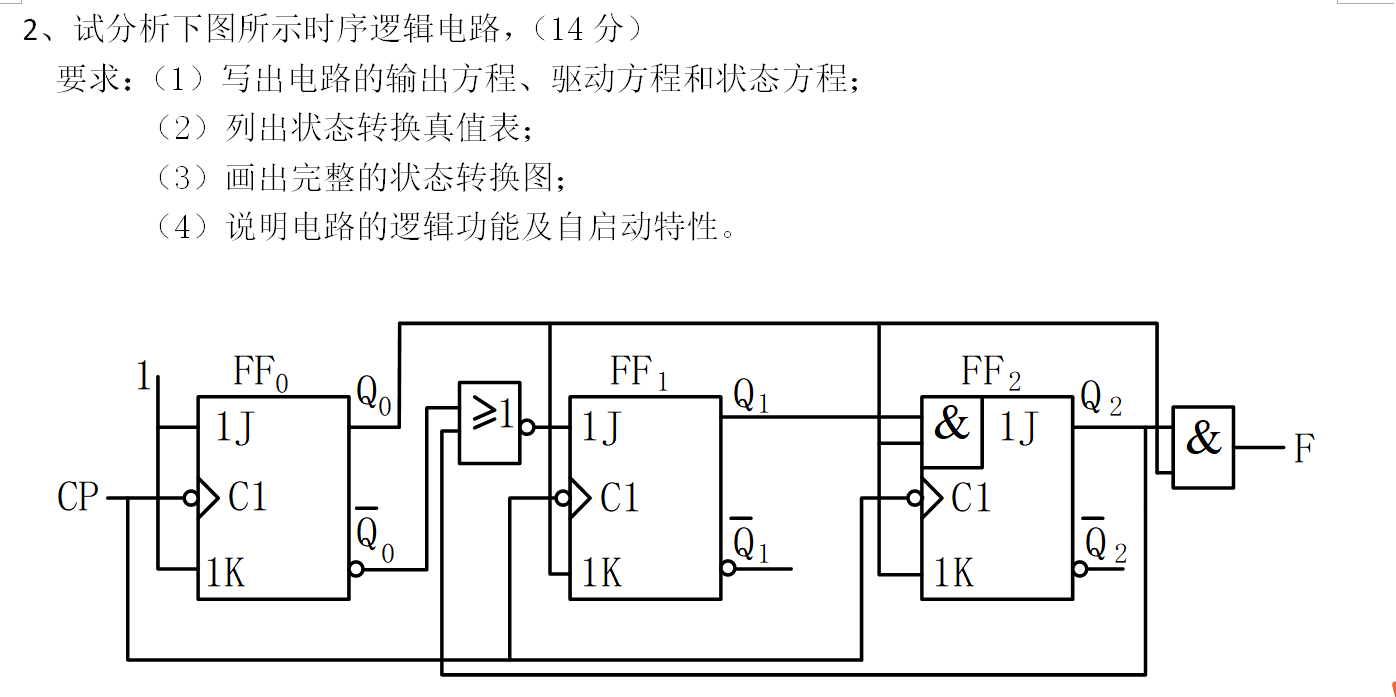 2、试分析下图所示时序逻辑电路，（14 分）
要求：（1）写出电路的输出方程、驱动方程和状态方程；
（2）列出状态转换真值表；
（3）画出完整的状态转换图；
（4）说明电路的逻辑功能及自启动特性。
1 FF₀ Q₀ FF₁ Q₁ FF₂ Q₂
1J ≥1 1J & 1J & F
CP C1 C1 C1
Q̅₀ Q̅₁ Q̅₂
1K 1K 1K